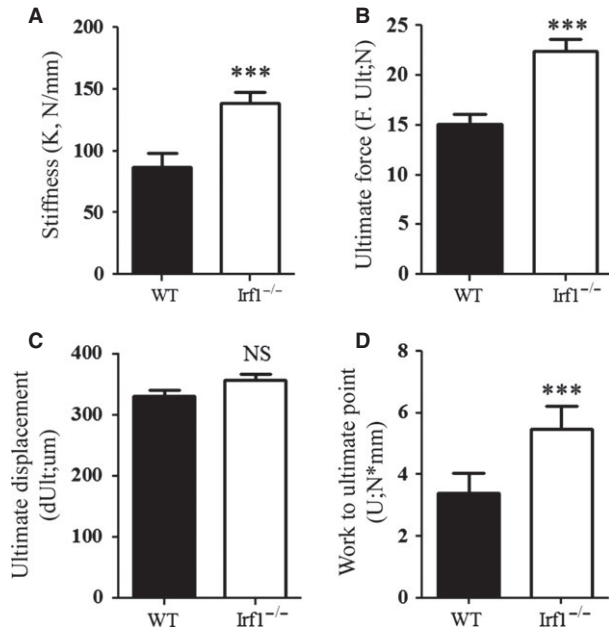 A
Stiffness (K, N/mm)
200
150
100
50
0
***
WT
Irf1⁻/⁻
B
Ultimate force (F. Ult;N)
25
20
15
10
5
0
***
WT
Irf1⁻/⁻
C
Ultimate displacement
(dUlt;um)
400
300
200
100
0
NS
WT
Irf1⁻/⁻
D
Work to ultimate point
(U;N*mm)
8
6
4
2
0
***
WT
Irf1⁻/⁻